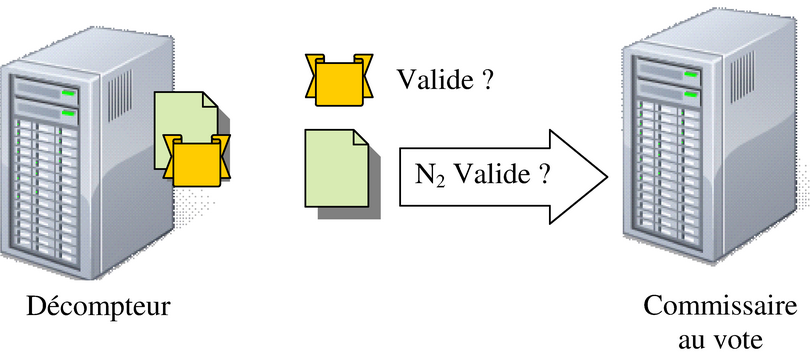 Valide ?
N₂ Valide ?
Décompteur
Commissaire
au vote